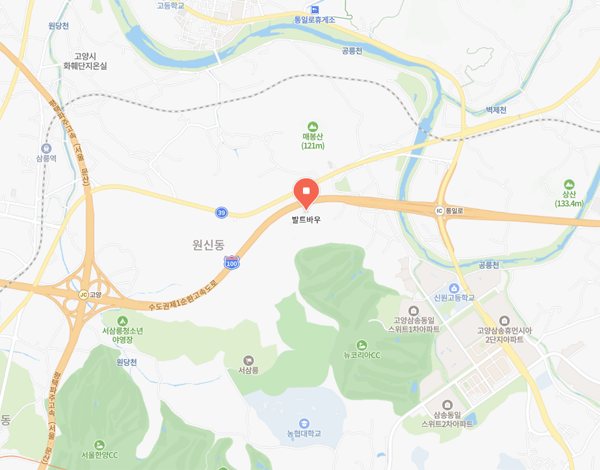 고등학교
통일로휴게소
원당천
공릉천
고양시
화훼단지온실
벽제천
매봉산
(121m)
삼릉역
상산
(133.4m)
39
IC 통일로
발트바우
원신동
100
공릉천
JC 고양
신원고등학교
수도권제1순환고속도로
고양삼송동일
스위트1차아파트
고양삼송휴먼시아
2단지아파트
서삼릉청소년
야영장
뉴코리아CC
원당천
서삼릉
삼송동일
스위트2차아파트
농협대학교
동
서울한양CC